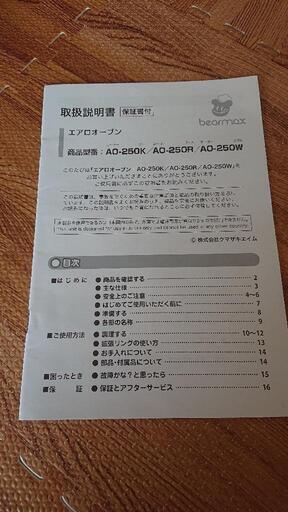 取扱説明書 保証書付
bearmax
エアロオーブン
商品型番：AO-250K／AO-250R／AO-250W
このたびは「エアロオーブン AO-250K／AO-250R／AO-250W」を
お買い上げいただきまことにありがとうございます。
ご使用前に必ずこの説明書をお読みください。
©株式会社クマザキエイム
目次
■はじめに ●商品を確認する 2
●主な仕様 3
●安全上のご注意 4~6
●はじめてご使用いただく前に 7
●準備する 8
●各部の名称 9
■ご使用方法 ●調理する 10~12
●拡張リングの使い方 13
●お手入れについて 14
●部品・付属品について 14
■困ったとき ●故障かな？と思ったら 15
■保証 ●保証とアフターサービス 16